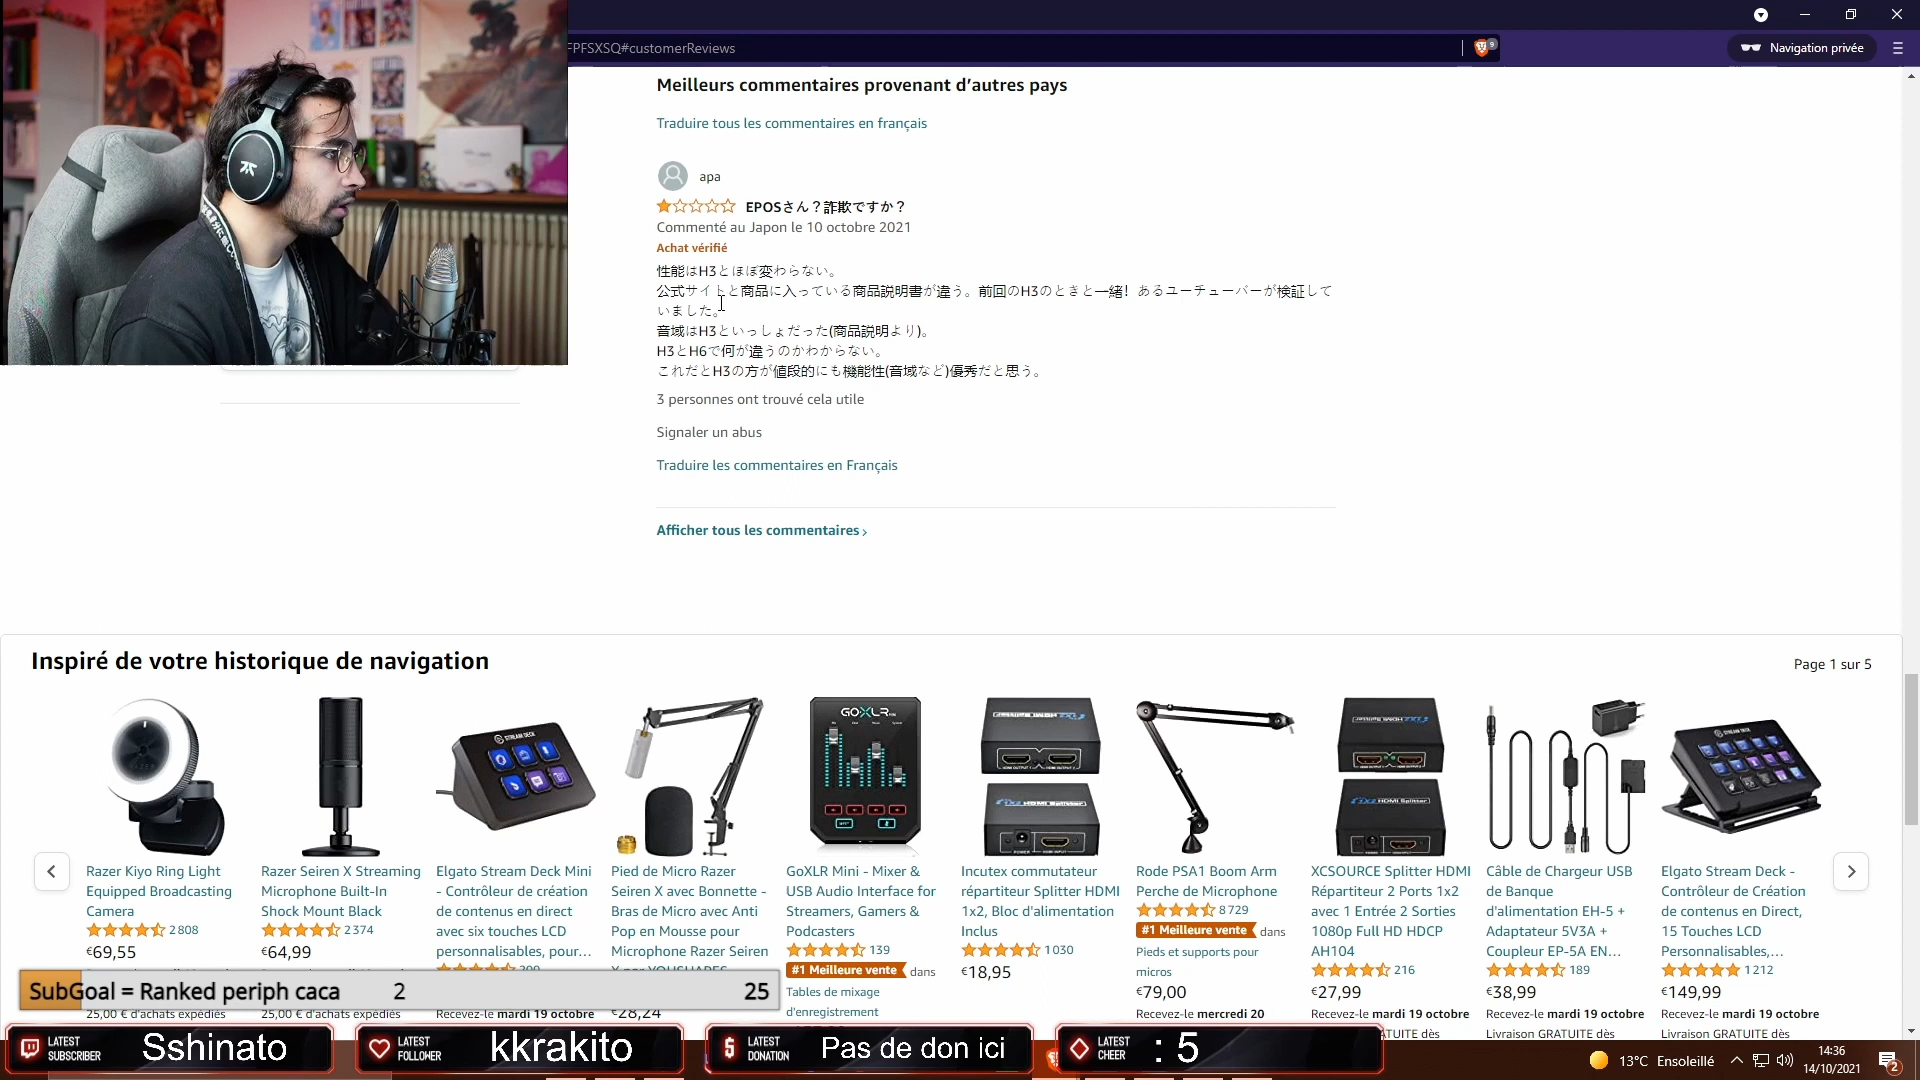 FPFSXSQ#customerReviews
9
Navigation privée
Meilleurs commentaires provenant d’autres pays
Traduire tous les commentaires en français
apa
EPOSさん？詐欺ですか？
Commenté au Japon le 10 octobre 2021
Achat vérifié
性能はH3とほぼ変わらない。
公式サイトと商品に入っている商品説明書が違う。前回のH3のときと一緒！あるユーチューバーが検証して
いました。
音域はH3といっしょだった(商品説明より)。
H3とH6で何が違うのかわからない。
これだとH3の方が値段的にも機能性(音域など)優秀だと思う。
3 personnes ont trouvé cela utile
Signaler un abus
Traduire les commentaires en Français
Afficher tous les commentaires ›
Inspiré de votre historique de navigation
Page 1 sur 5
Razer Kiyo Ring Light
Equipped Broadcasting
Camera
2 808
€69,55
25,00 € d'achats expédiés
Razer Seiren X Streaming
Microphone Built-In
Shock Mount Black
2 374
€64,99
25,00 € d'achats expédiés
Elgato Stream Deck Mini
- Contrôleur de création
de contenus en direct
avec six touches LCD
personnalisables, pour…
Recevez-le mardi 19 octobre
Pied de Micro Razer
Seiren X avec Bonnette -
Bras de Micro avec Anti
Pop en Mousse pour
Microphone Razer Seiren
€28,24
GOXLR
GoXLR Mini - Mixer &
USB Audio Interface for
Streamers, Gamers &
Podcasters
139
#1 Meilleure vente dans
Tables de mixage
d'enregistrement
Incutex commutateur
répartiteur Splitter HDMI
1x2, Bloc d'alimentation
Inclus
1 030
€18,95
Rode PSA1 Boom Arm
Perche de Microphone
8 729
#1 Meilleure vente dans
Pieds et supports pour
micros
€79,00
Recevez-le mercredi 20
XCSOURCE Splitter HDMI
Répartiteur 2 Ports 1x2
avec 1 Entrée 2 Sorties
1080p Full HD HDCP
AH104
216
€27,99
Recevez-le mardi 19 octobre
ATUITE dès
Câble de Chargeur USB
de Banque
d'alimentation EH-5 +
Adaptateur 5V3A +
Coupleur EP-5A EN…
189
€38,99
Recevez-le mardi 19 octobre
Livraison GRATUITE dès
Elgato Stream Deck -
Contrôleur de Création
de contenus en Direct,
15 Touches LCD
Personnalisables,…
1 212
€149,99
Recevez-le mardi 19 octobre
Livraison GRATUITE dès
SubGoal = Ranked periph caca 2 25
LATEST SUBSCRIBER Sshinato
LATEST FOLLOWER kkrakito
LATEST DONATION Pas de don ici
LATEST CHEER : 5
13°C Ensoleillé
14:36
14/10/2021
2